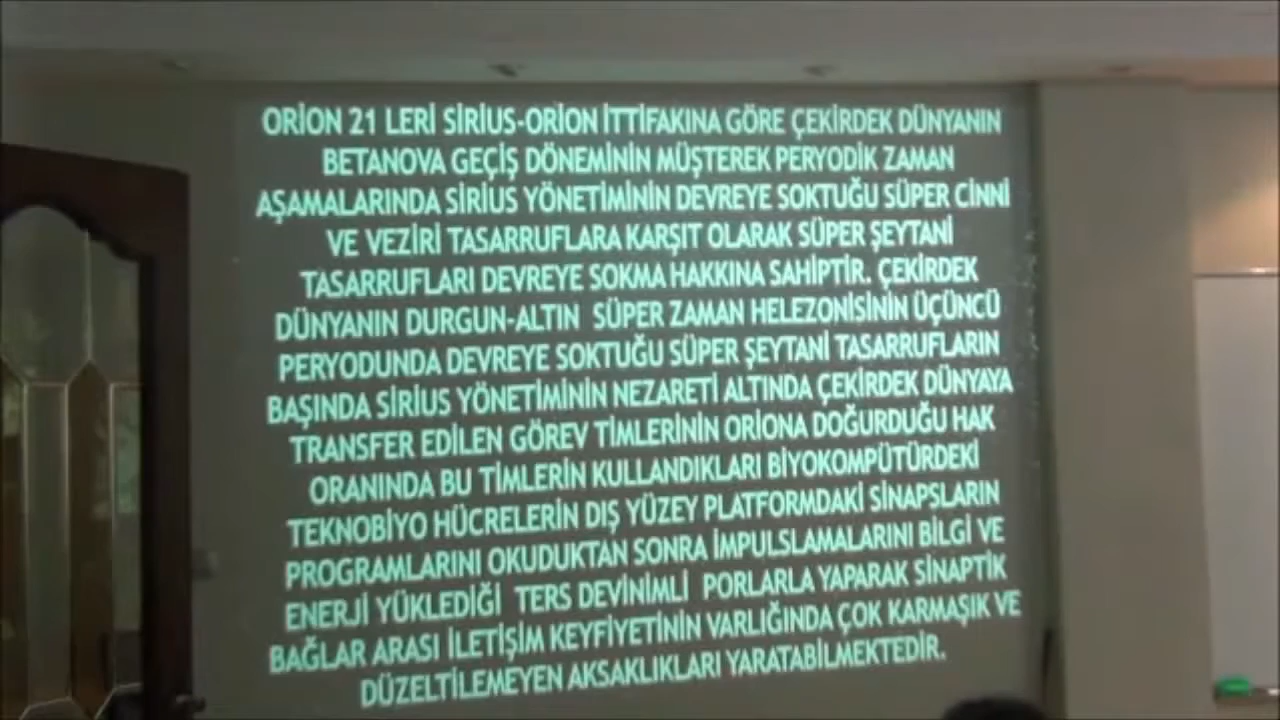 ORİON 21 LERİ SİRİUS-ORİON İTTİFAKINA GÖRE ÇEKİRDEK DÜNYANIN
BETANOVA GEÇİŞ DÖNEMİNİN MÜŞTEREK PERYODİK ZAMAN
AŞAMALARINDA SİRİUS YÖNETİMİNİN DEVREYE SOKTUĞU SÜPER CİNNİ
VE VEZİRİ TASARRUFLARA KARŞIT OLARAK SÜPER ŞEYTANİ
TASARRUFLARI DEVREYE SOKMA HAKKINA SAHİPTİR. ÇEKİRDEK
DÜNYANIN DURGUN-ALTIN SÜPER ZAMAN HELEZONİSİNİN ÜÇÜNCÜ
PERYODUNDA DEVREYE SOKTUĞU SÜPER ŞEYTANİ TASARRUFLARIN
BAŞINDA SİRİUS YÖNETİMİNİN NEZARETİ ALTINDA ÇEKİRDEK DÜNYAYA
TRANSFER EDİLEN GÖREV TİMLERİNİN ORİONA DOĞURDUĞU HAK
ORANINDA BU TİMLERİN KULLANDIKLARI BİYOKOMPÜTÜRDEKİ
TEKNOBİYO HÜCRELERİN DIŞ YÜZEY PLATFORMDAKİ SİNAPSLARIN
PROGRAMLARINI OKUDUKTAN SONRA İMPULSLAMALARINI BİLGİ VE
ENERJİ YÜKLEDİĞİ TERS DEVİNİMLİ PORLARLA YAPARAK SİNAPTİK
BAĞLAR ARASI İLETİŞİM KEYFİYETİNİN VARLIĞINDA ÇOK KARMAŞIK VE
DÜZELTİLEMEYEN AKSAKLIKLARI YARATABİLMEKTEDİR.